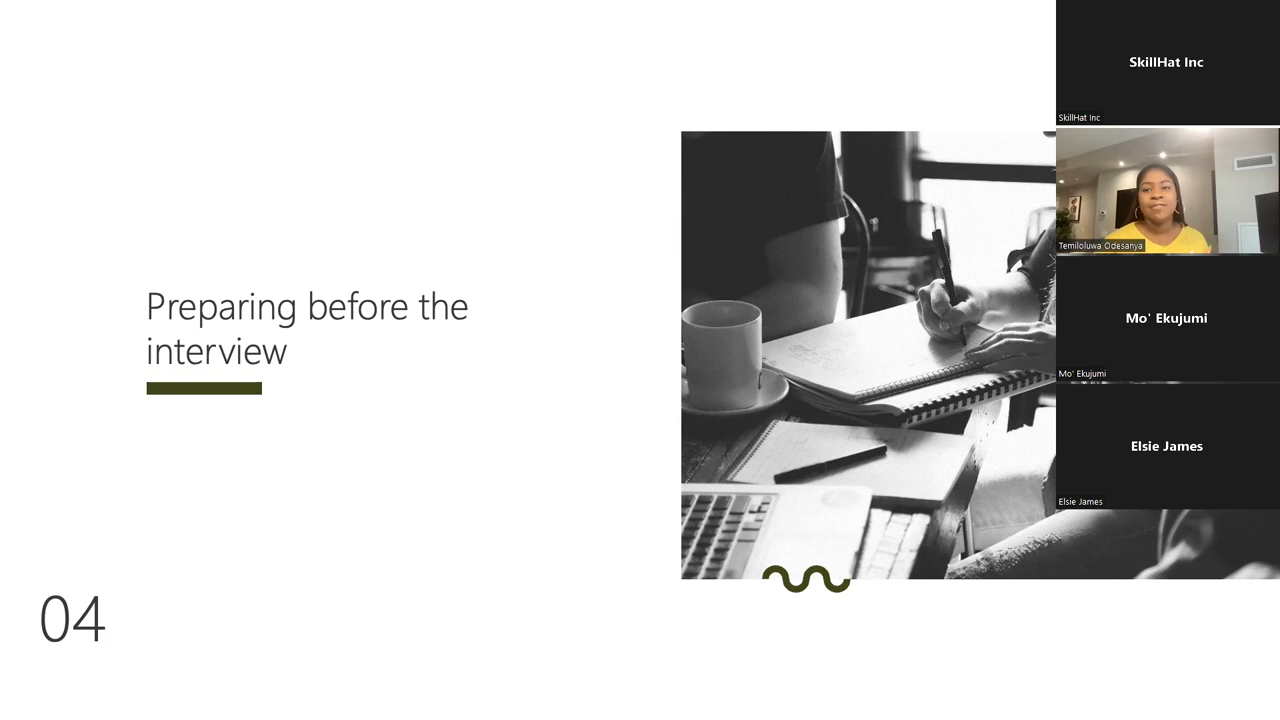 Preparing before the
interview
04
SkillHat Inc
SkillHat Inc
Temiloluwa Odesanya
Mo' Ekujumi
Mo' Ekujumi
Elsie James
Elsie James